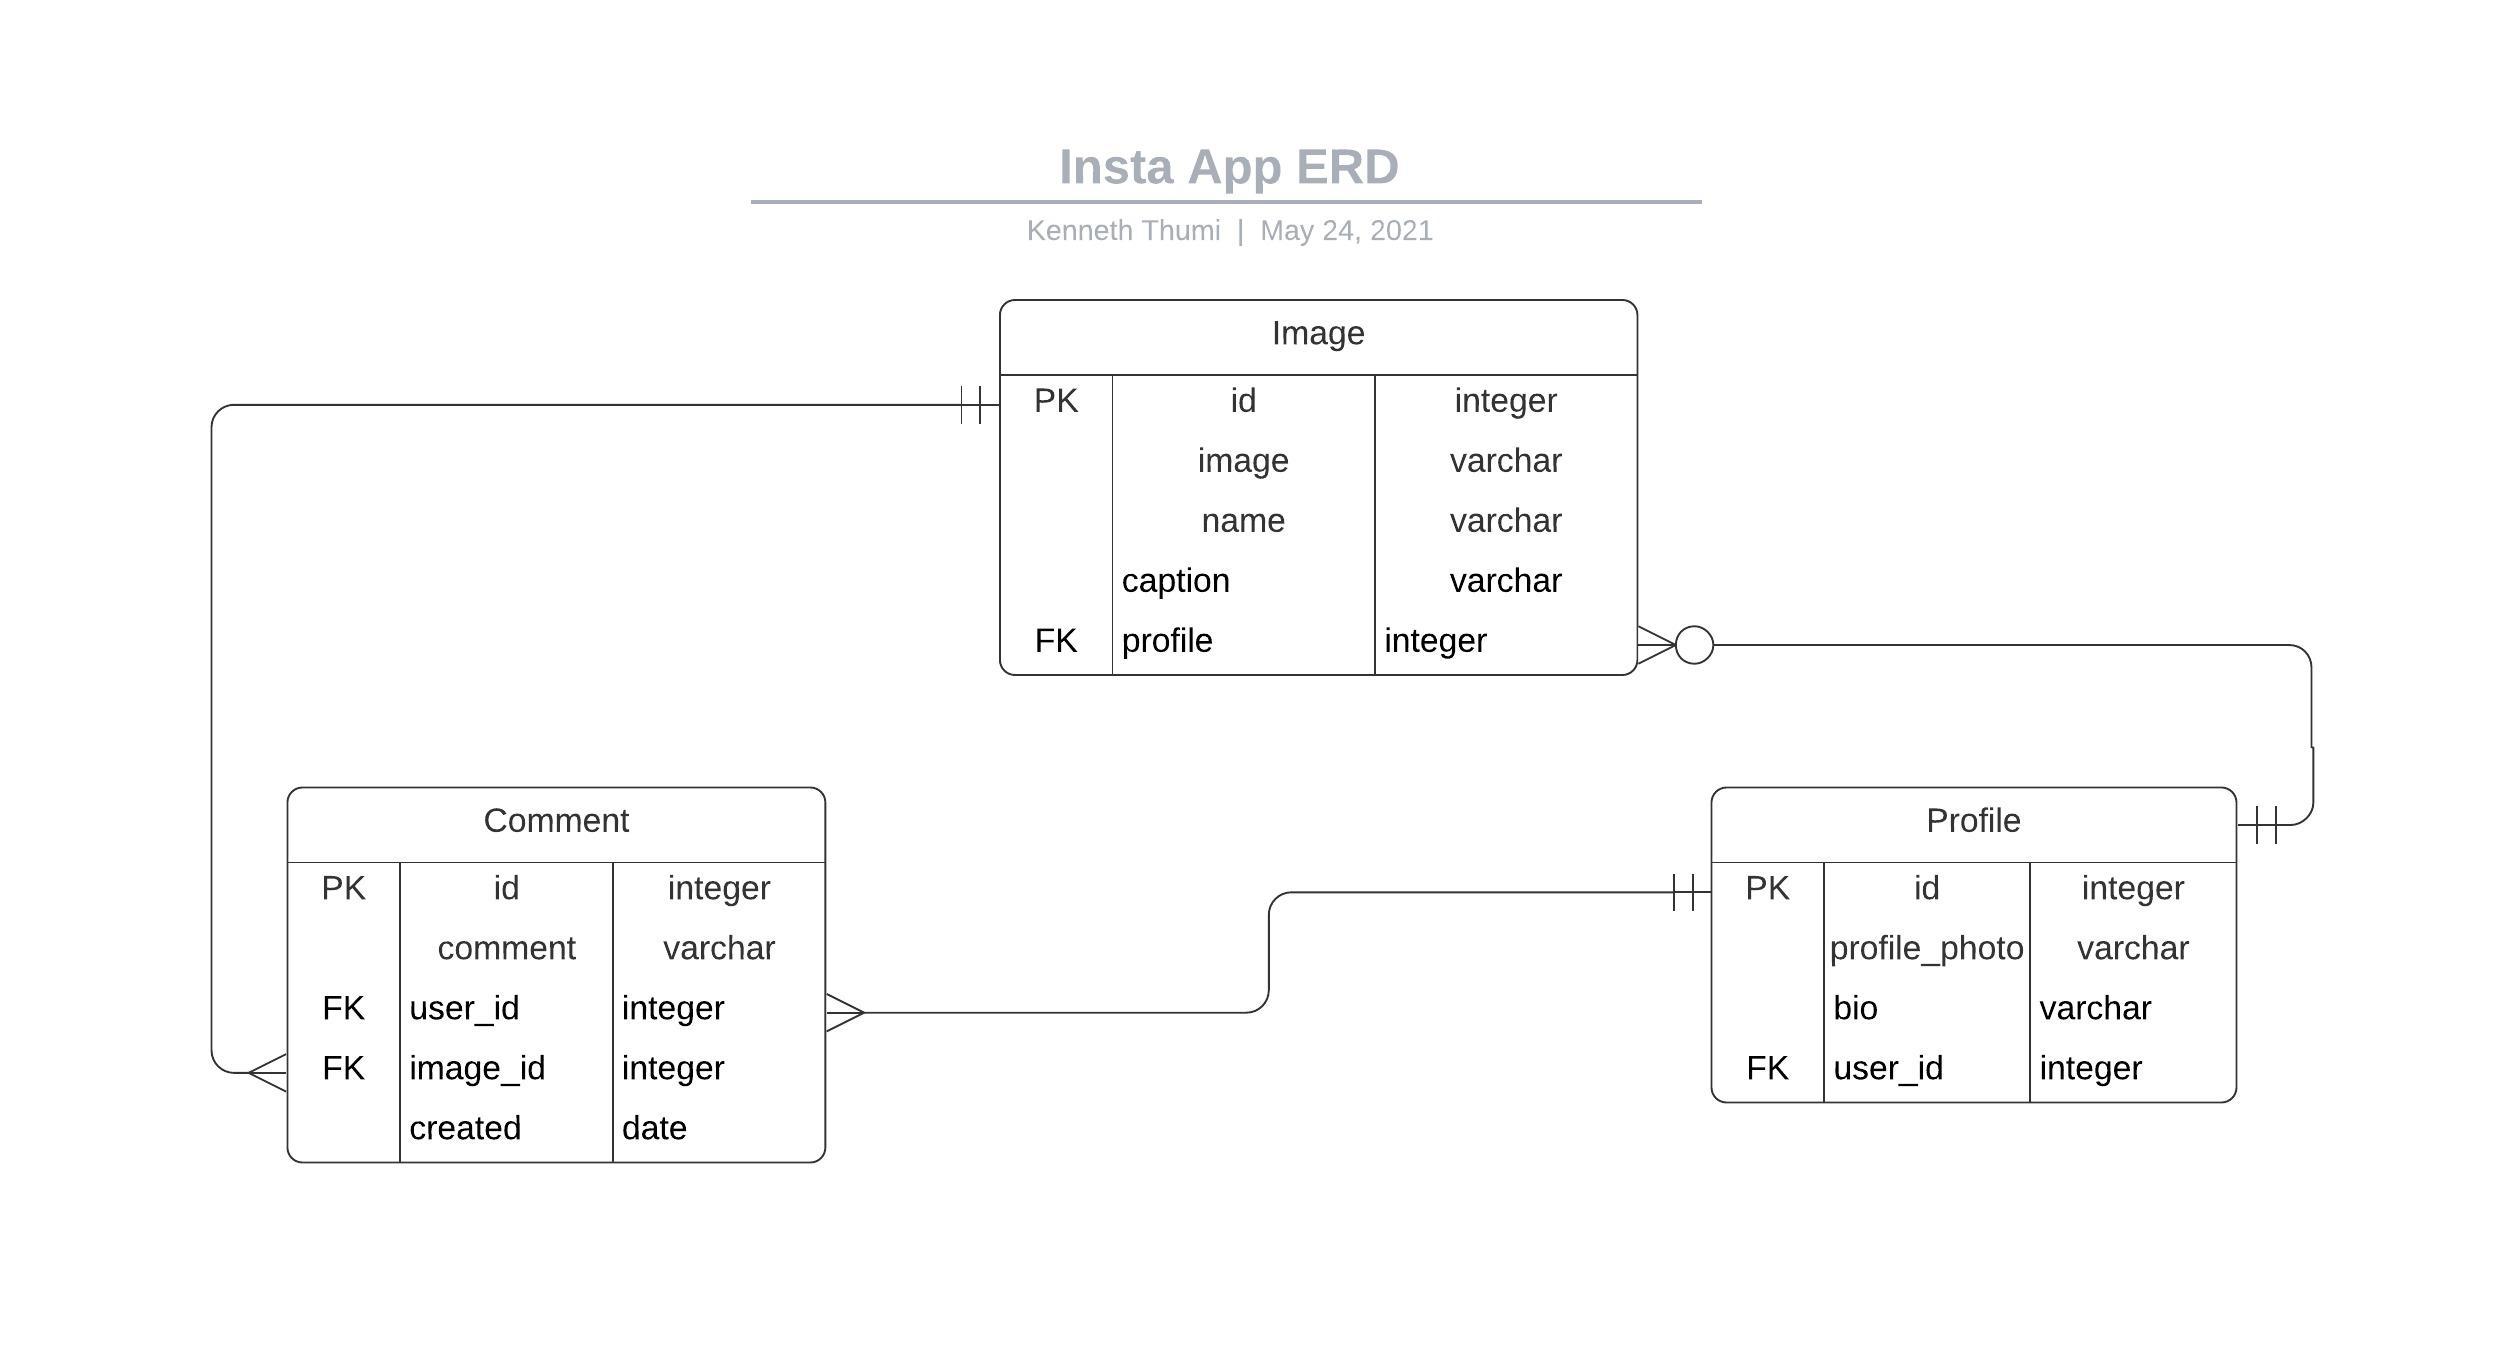 Insta App ERD
Kenneth Thumi | May 24, 2021
Image
PK id integer
image varchar
name varchar
caption varchar
FK profile integer
Comment
PK id integer
comment varchar
FK user_id integer
FK image_id integer
created date
Profile
PK id integer
profile_photo varchar
bio varchar
FK user_id integer